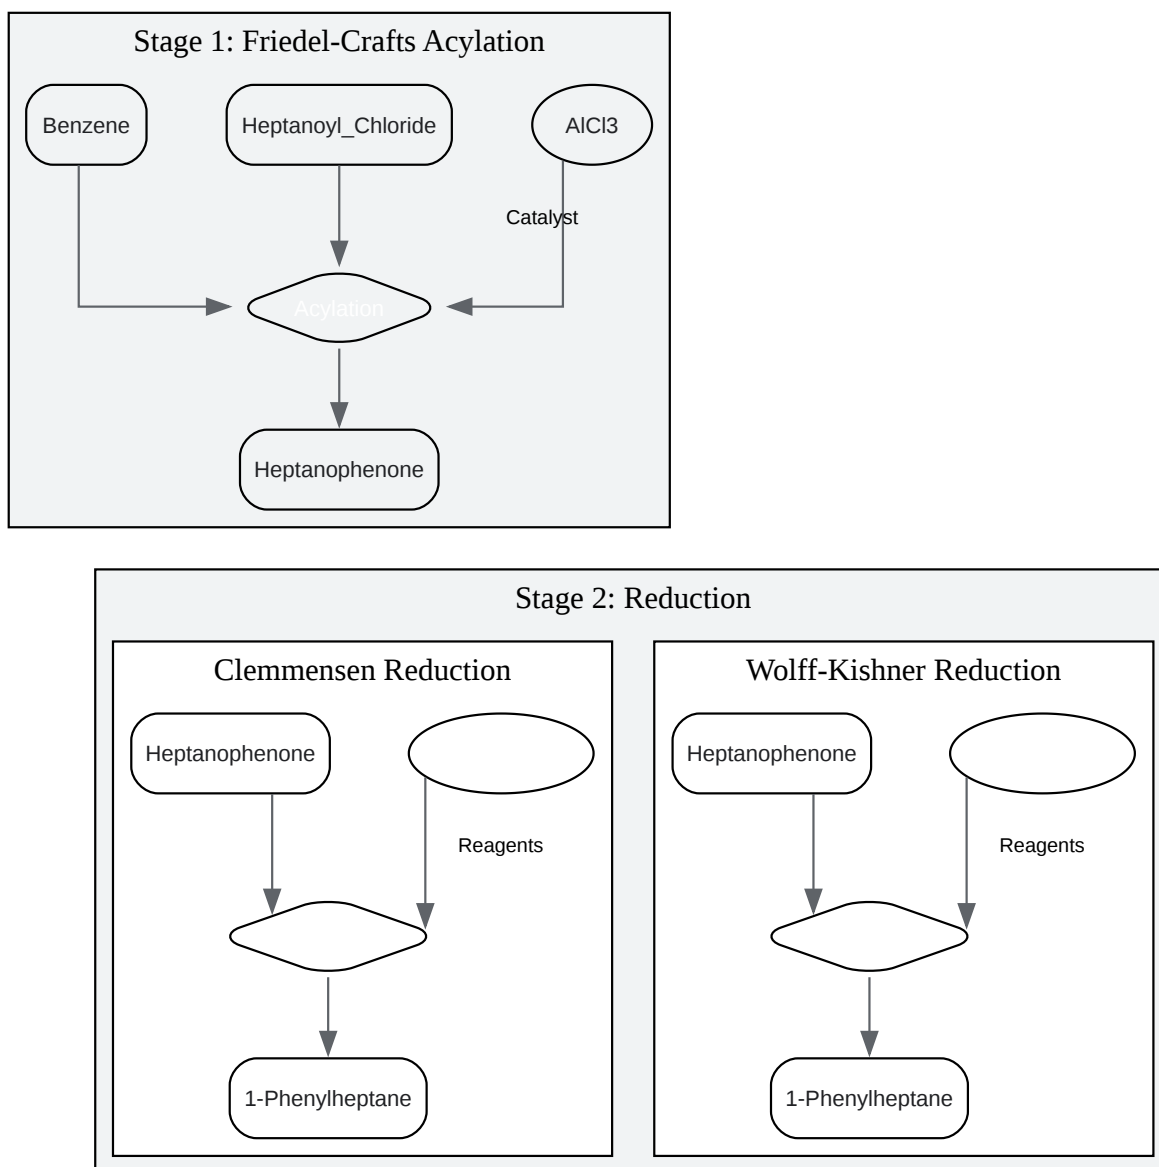 Stage 1: Friedel-Crafts Acylation
Benzene
Heptanoyl_Chloride
AlCl3
Catalyst
Acylation
Heptanophenone
Stage 2: Reduction
Clemmensen Reduction
Heptanophenone
Reagents
1-Phenylheptane
Wolff-Kishner Reduction
Heptanophenone
Reagents
1-Phenylheptane